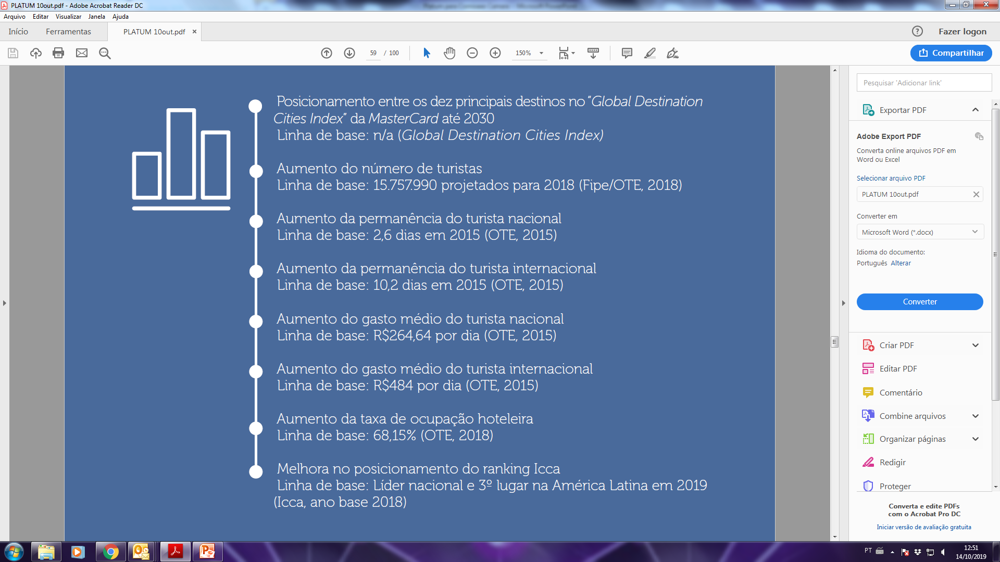 PLATUM 10out.pdf - Adobe Acrobat Reader DC
Arquivo Editar Visualizar Janela Ajuda
Início Ferramentas PLATUM 10out.pdf × Fazer logon
59 / 100 150% Compartilhar
Posicionamento entre os dez principais destinos no "Global Destination
Cities Index" da MasterCard até 2030
Linha de base: n/a (Global Destination Cities Index)
Aumento do número de turistas
Linha de base: 15.757.990 projetados para 2018 (Fipe/OTE, 2018)
Aumento da permanência do turista nacional
Linha de base: 2,6 dias em 2015 (OTE, 2015)
Aumento da permanência do turista internacional
Linha de base: 10,2 dias em 2015 (OTE, 2015)
Aumento do gasto médio do turista nacional
Linha de base: R$264,64 por dia (OTE, 2015)
Aumento do gasto médio do turista internacional
Linha de base: R$484 por dia (OTE, 2015)
Aumento da taxa de ocupação hoteleira
Linha de base: 68,15% (OTE, 2018)
Melhora no posicionamento do ranking Icca
Linha de base: Líder nacional e 3º lugar na América Latina em 2019
(Icca, ano base 2018)
Pesquisar 'Adicionar link'
Exportar PDF
Adobe Export PDF
Converta online arquivos PDF em
Word ou Excel
Selecionar arquivo PDF
PLATUM 10out.pdf
Converter em
Microsoft Word (*.docx)
Idioma do documento:
Português Alterar
Converter
Criar PDF
Editar PDF
Comentário
Combine arquivos
Organizar páginas
Redigir
Proteger
Converta e edite PDFs
com o Acrobat Pro DC
Iniciar versão de avaliação gratuita
PT 12:51
14/10/2019